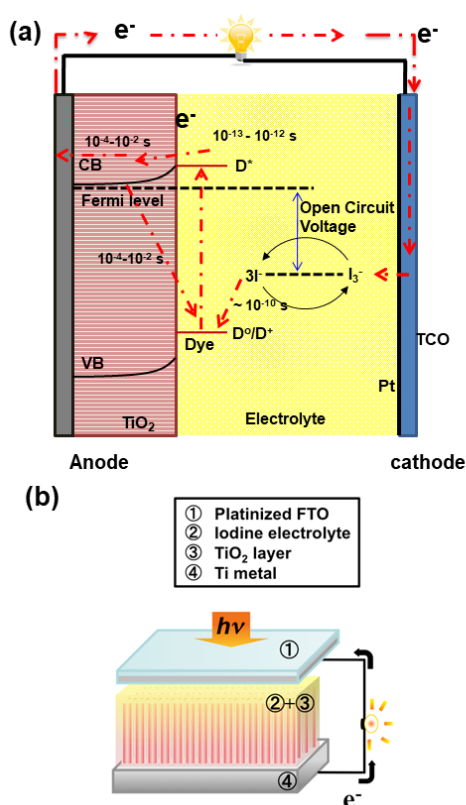 (a)
e⁻
e⁻
e⁻
10⁻⁴-10⁻² s
10⁻¹³ - 10⁻¹² s
CB
D*
Fermi level
Open Circuit
Voltage
10⁻⁴-10⁻² s
3I⁻
I₃⁻
~ 10⁻¹⁰ s
D⁰/D⁺
Dye
TCO
VB
Pt
TiO₂
Electrolyte
Anode
cathode
(b)
① Platinized FTO
② Iodine electrolyte
③ TiO₂ layer
④ Ti metal
hν
①
②+③
④
e⁻